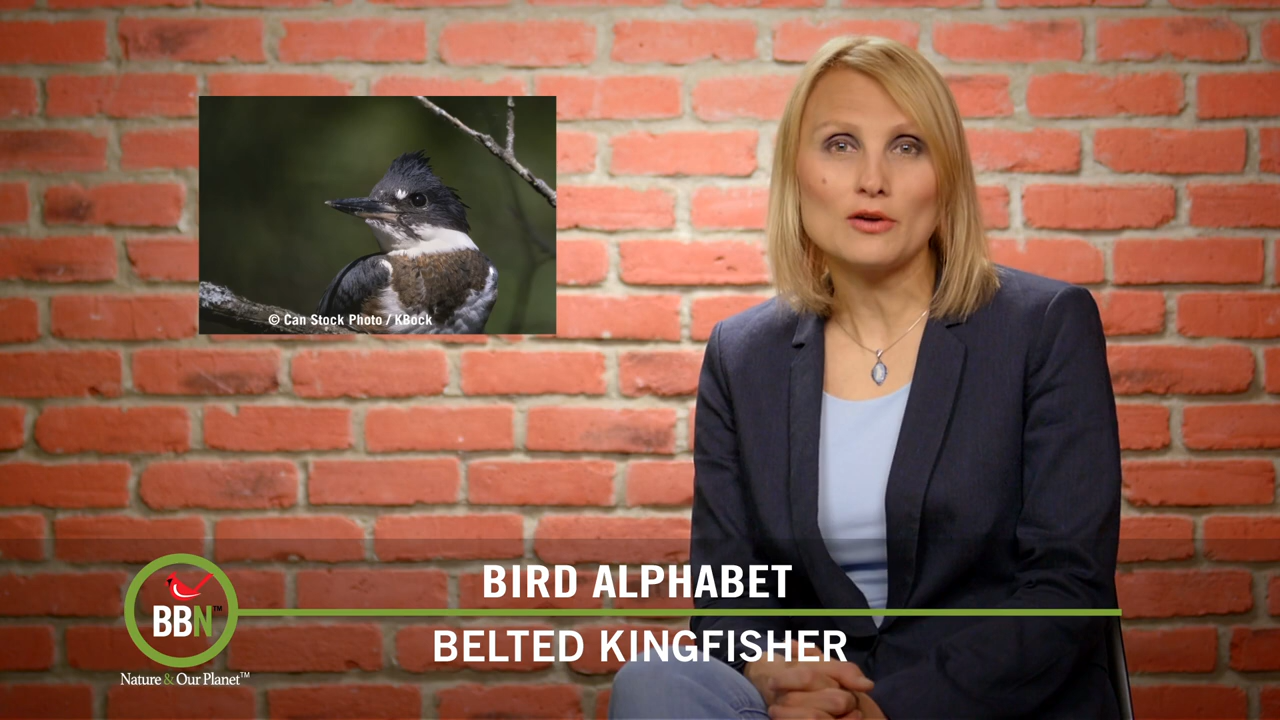 © Can Stock Photo / KBock
BIRD ALPHABET
BBN™
BELTED KINGFISHER
Nature & Our Planet™